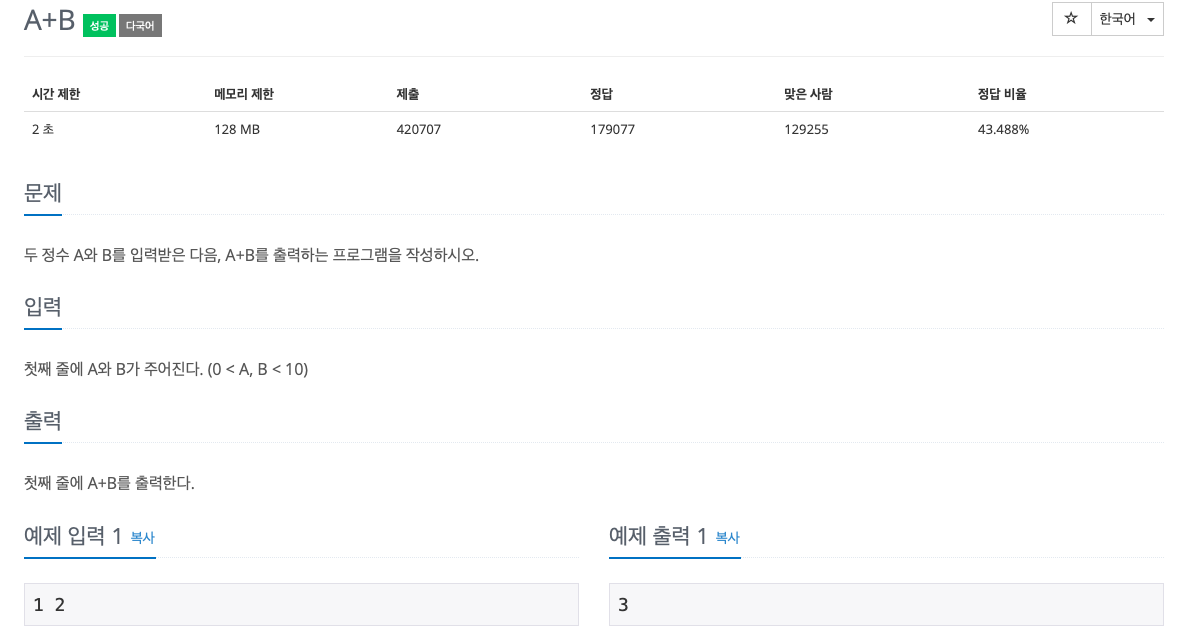 A+B 성공 다국어 ☆ 한국어
시간 제한 메모리 제한 제출 정답 맞은 사람 정답 비율
2 초 128 MB 420707 179077 129255 43.488%
문제
두 정수 A와 B를 입력받은 다음, A+B를 출력하는 프로그램을 작성하시오.
입력
첫째 줄에 A와 B가 주어진다. (0 < A, B < 10)
출력
첫째 줄에 A+B를 출력한다.
예제 입력 1 복사 예제 출력 1 복사
1 2 3